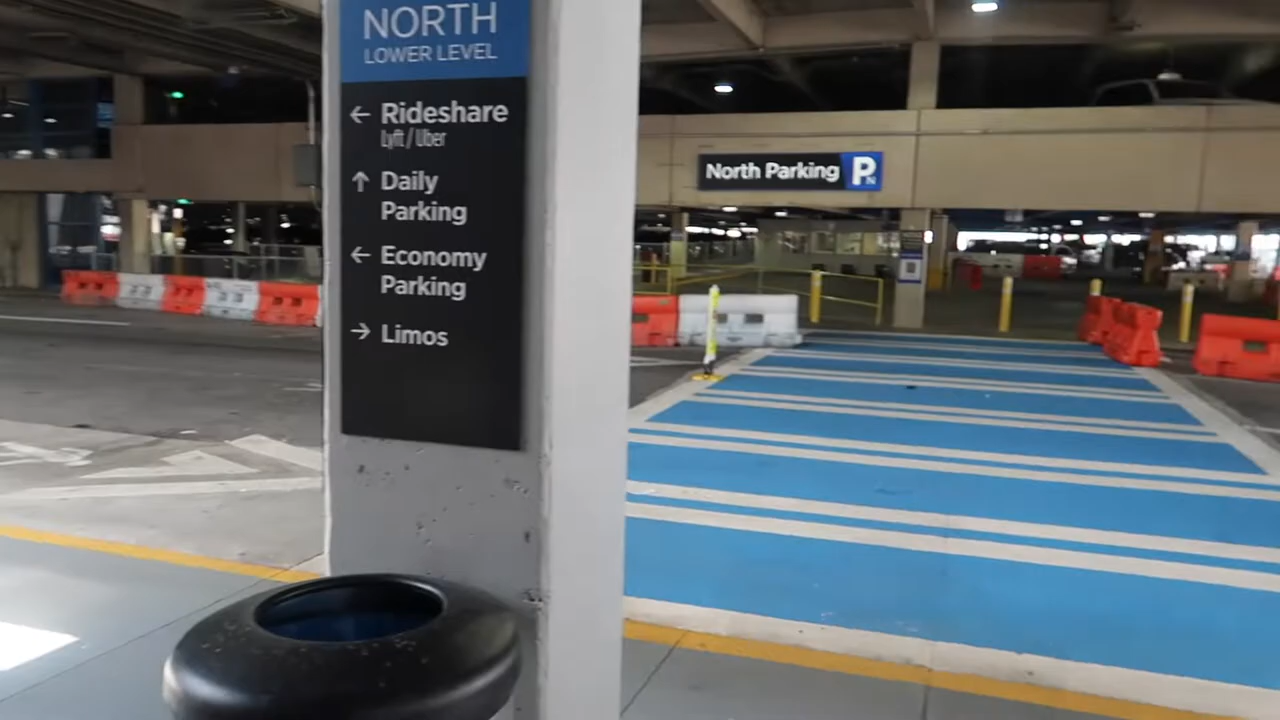 NORTH
LOWER LEVEL
← Rideshare
Lyft / Uber
↑ Daily
Parking
← Economy
Parking
→ Limos
North Parking P
N